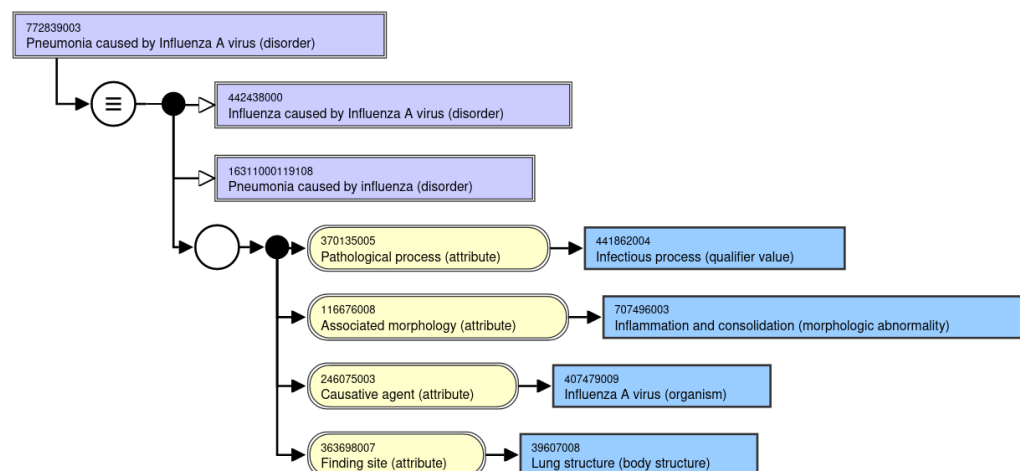 772839003
Pneumonia caused by Influenza A virus (disorder)
442438000
Influenza caused by Influenza A virus (disorder)
16311000119108
Pneumonia caused by influenza (disorder)
370135005
Pathological process (attribute)
441862004
Infectious process (qualifier value)
116676008
Associated morphology (attribute)
707496003
Inflammation and consolidation (morphologic abnormality)
246075003
Causative agent (attribute)
407479009
Influenza A virus (organism)
363698007
Finding site (attribute)
39607008
Lung structure (body structure)